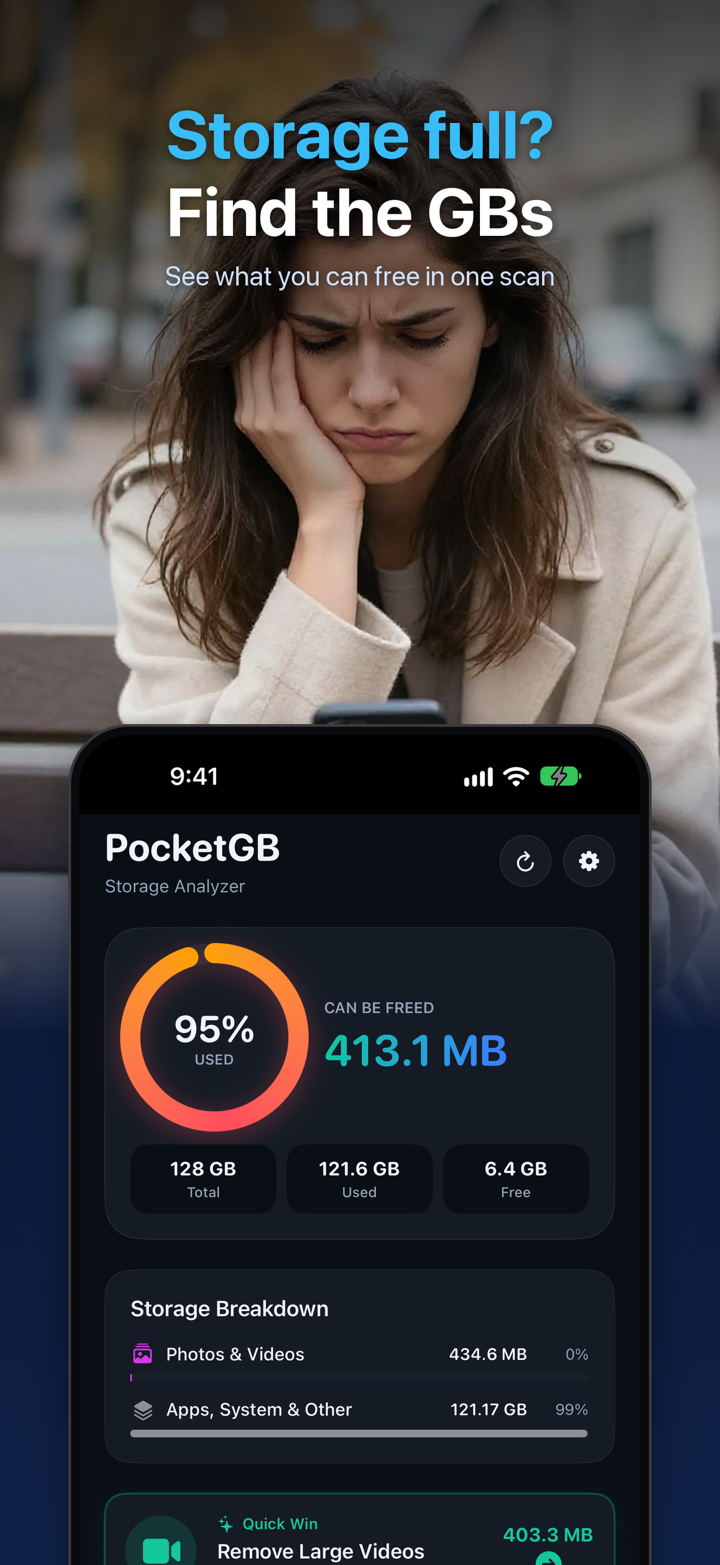 Storage full?
Find the GBs
See what you can free in one scan
9:41
PocketGB
Storage Analyzer
95%
USED
CAN BE FREED
413.1 MB
128 GB
Total
121.6 GB
Used
6.4 GB
Free
Storage Breakdown
Photos & Videos 434.6 MB 0%
Apps, System & Other 121.17 GB 99%
Quick Win
Remove Large Videos
403.3 MB